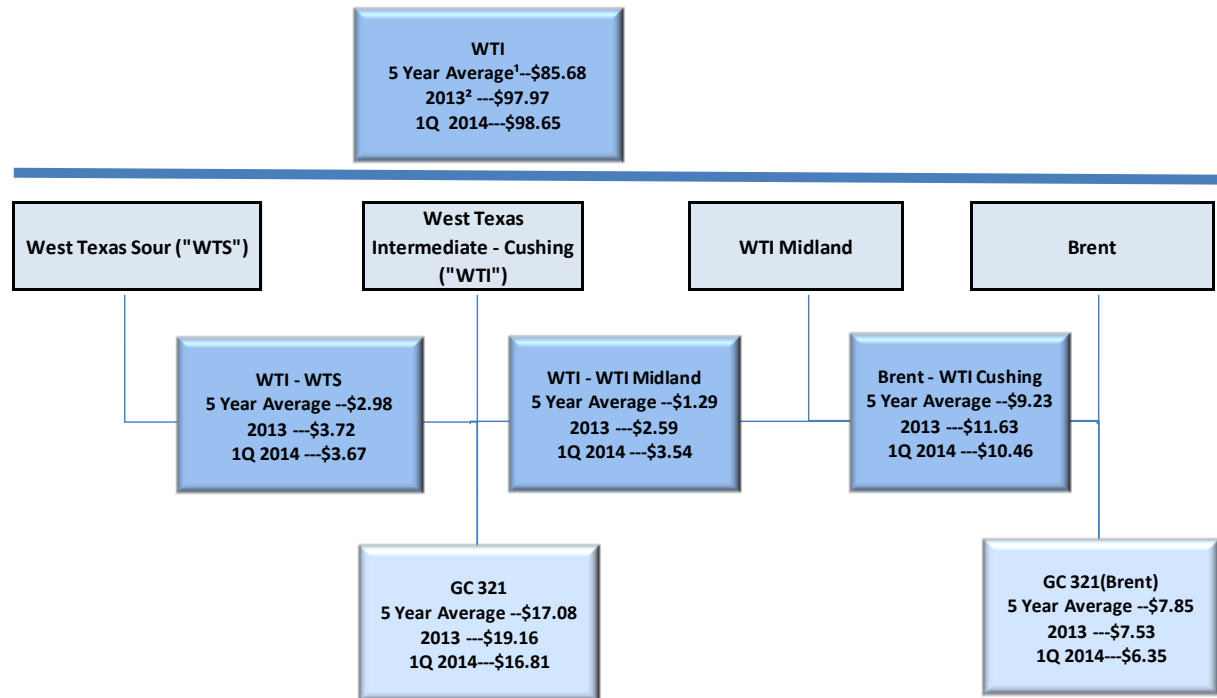 WTI
5 Year Average¹--$85.68
2013² ---$97.97
1Q 2014---$98.65
West Texas Sour ("WTS")
West Texas
Intermediate - Cushing
("WTI")
WTI Midland
Brent
WTI - WTS
5 Year Average --$2.98
2013 ---$3.72
1Q 2014 ---$3.67
WTI - WTI Midland
5 Year Average --$1.29
2013 ---$2.59
1Q 2014 ---$3.54
Brent - WTI Cushing
5 Year Average --$9.23
2013 ---$11.63
1Q 2014 ---$10.46
GC 321
5 Year Average --$17.08
2013 ---$19.16
1Q 2014---$16.81
GC 321(Brent)
5 Year Average --$7.85
2013 ---$7.53
1Q 2014---$6.35